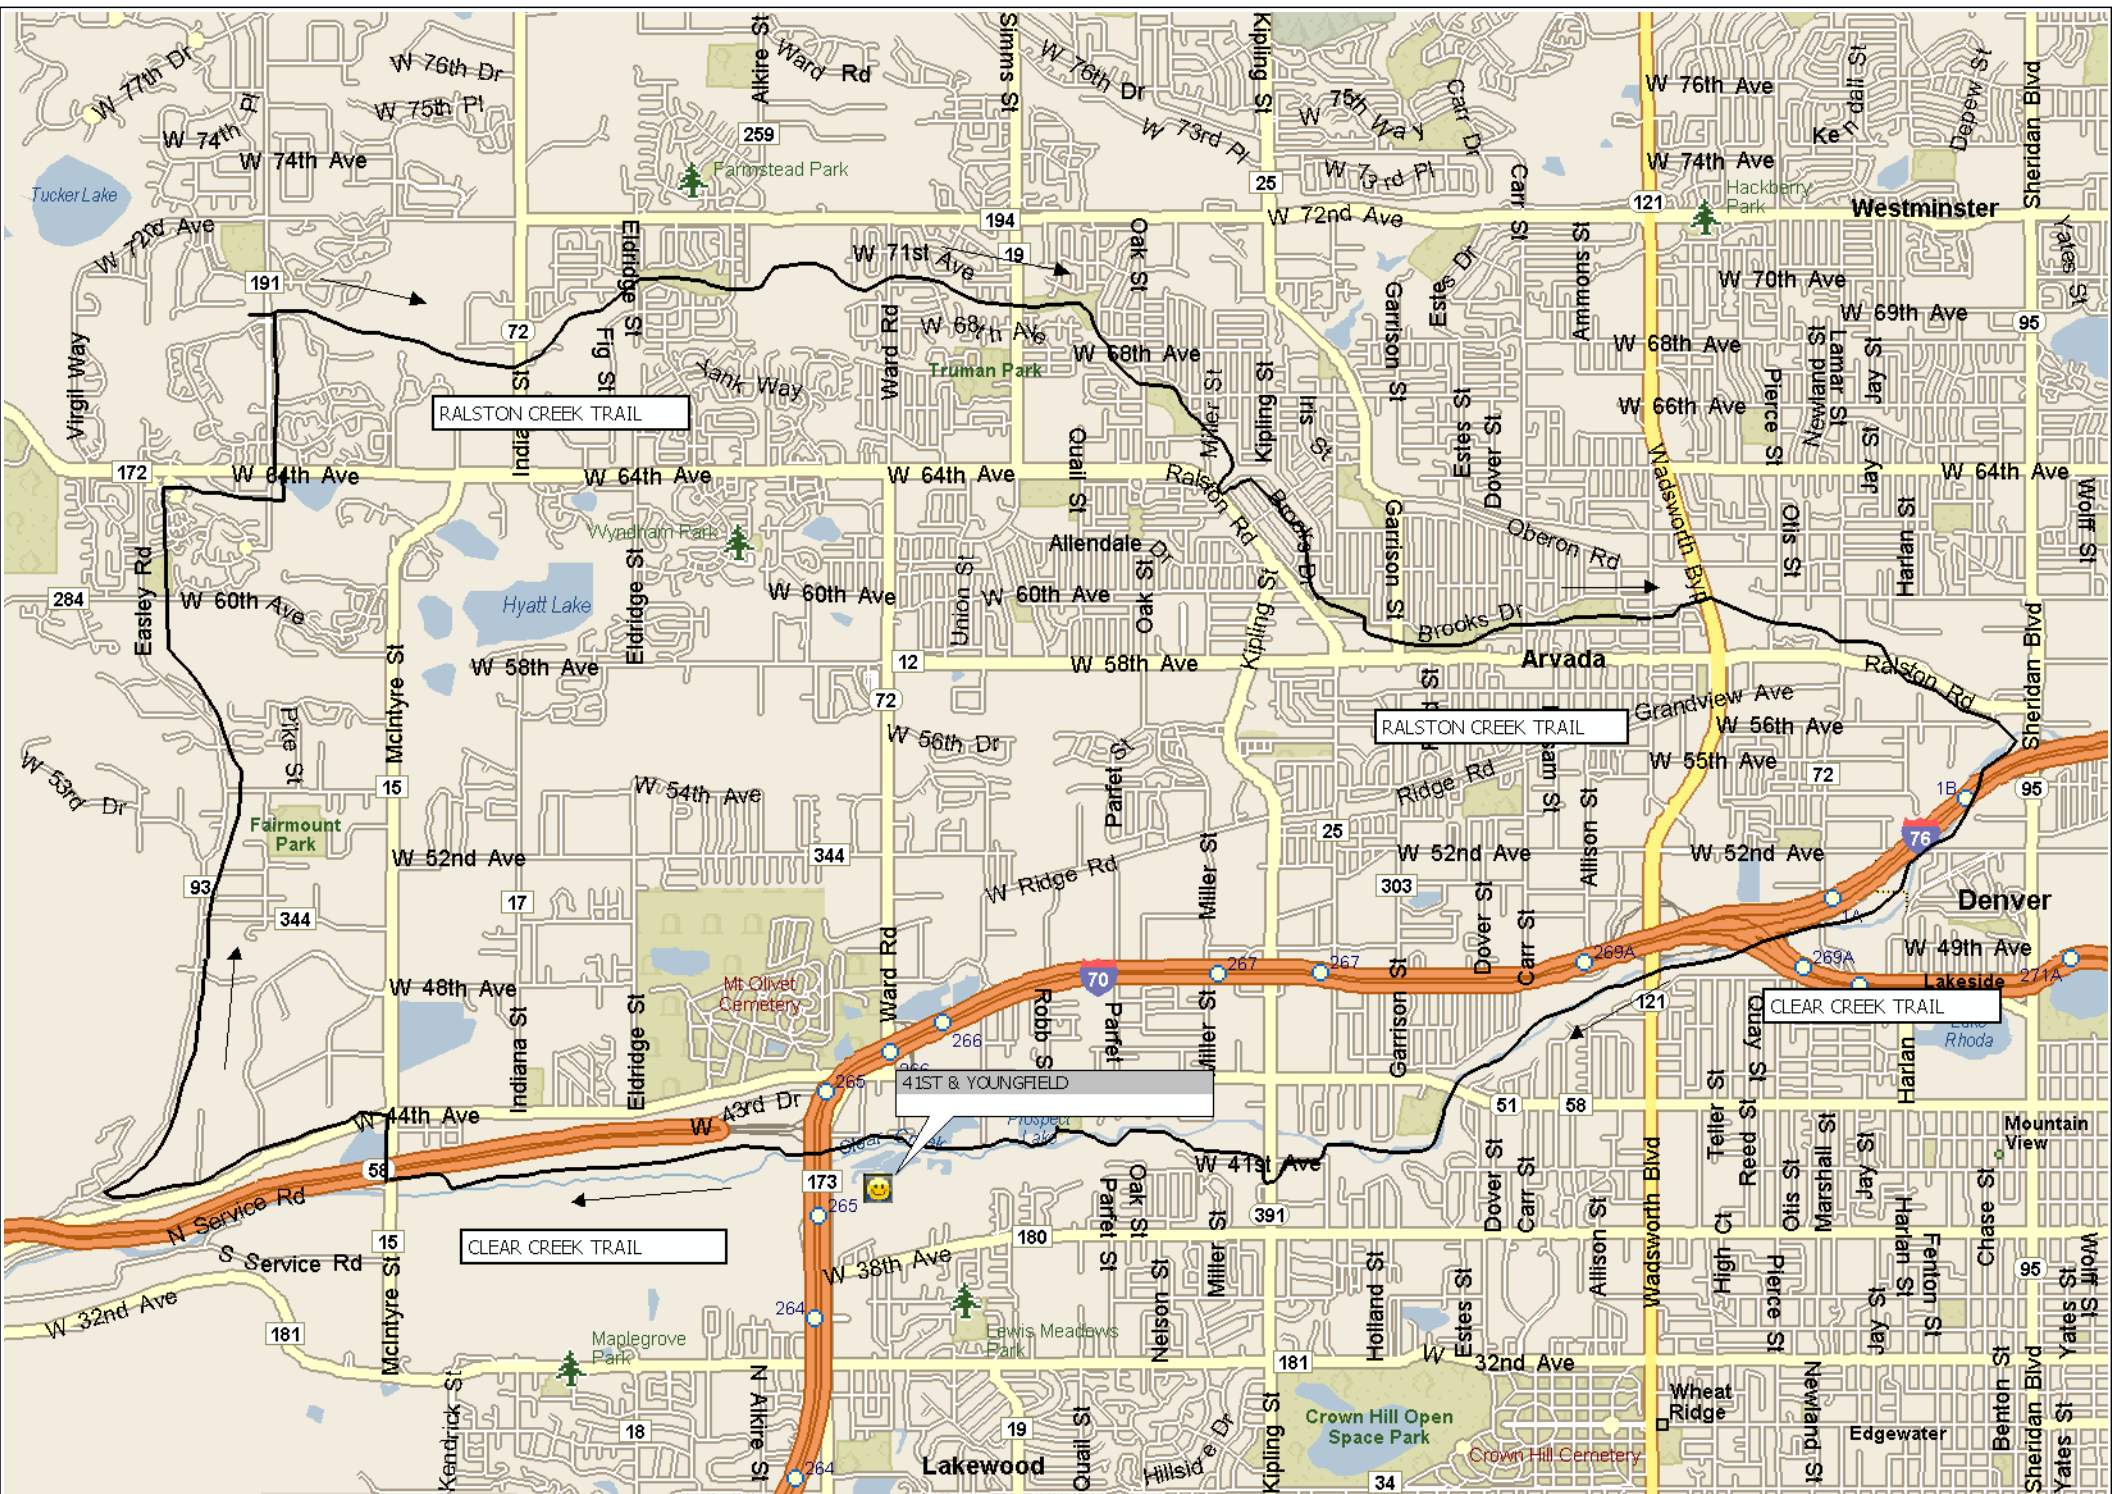 W 77th Dr
W 76th Dr
W 75th Pl
W 74th Pl
W 74th Ave
Tucker Lake
W 72nd Ave
191
Virgil Way
172
Alkire St
Ward Rd
259
Farmstead Park
Simms St
W 76th Dr
W 73rd Pl
Kipling St
25
W 75th Way
Carr Dr
W 73rd Pl
W 76th Ave
W 74th Ave
Kendall St
Depew St
Sheridan Blvd
Hackberry
Park
Westminster
121
W 72nd Ave
194
19
W 71st Ave
Oak St
Eldridge St
72
Fig St
Ward Rd
W 68th Ave
Truman Park
Yank Way
Miller St
Kipling St
Iris St
Garrison St
Estes Dr
Carr St
Ammons St
W 70th Ave
W 69th Ave
W 68th Ave
W 66th Ave
Pierce St
Newland St
Lamar St
Jay St
Yates St
95
RALSTON CREEK TRAIL
W 64th Ave
W 64th Ave
W 64th Ave
W 64th Ave
Quail St
Ralston Rd
Brooks Dr
Estes St
Dover St
Wadsworth Blvd
Jay St
Wolff St
Wyndham Park
Allendale Dr
Oberon Rd
Otis St
Harlan St
Easley Rd
284
W 60th Ave
Hyatt Lake
Eldridge St
W 60th Ave
Union St
W 60th Ave
Oak St
Kipling St
Garrison St
Brooks Dr
Sheridan Blvd
McIntyre St
W 58th Ave
12
W 58th Ave
Arvada
Ralston Rd
72
W 56th Dr
Pike St
W 53rd Dr
RALSTON CREEK TRAIL
Grandview Ave
W 56th Ave
W 55th Ave
72
15
W 54th Ave
Parfet St
Ridge Rd
Allison St
1B
95
Fairmount
Park
W 52nd Ave
344
25
W Ridge Rd
Miller St
W 52nd Ave
W 52nd Ave
76
93
344
17
303
Dover St
Carr St
1A
Denver
W 48th Ave
Mt Olivet
Cemetery
Ward Rd
70
267
267
269A
269A
W 49th Ave
Lakeside
271A
Indiana St
Eldridge St
266
Robb St
Parfet
Miller St
Garrison St
121
CLEAR CREEK TRAIL
Quay St
Lake
Rhoda
Harlan
265
41ST & YOUNGFIELD
W 44th Ave
W 43rd Dr
Clear Creek
Prospect
Lake
51
58
Teller St
Reed St
Marshall St
Jay St
Mountain
View
58
173
W 41st Ave
N Service Rd
265
391
S Service Rd
15
CLEAR CREEK TRAIL
W 38th Ave
180
Parfet St
Oak St
Miller St
Dover St
Carr St
Allison St
Wadsworth Blvd
High Ct
Otis St
Harlan St
Fenton St
Chase St
95
Wolff St
W 32nd Ave
181
McIntyre St
264
Maplegrove
Park
Lewis Meadows
Park
Nelson St
Holland St
Estes St
181
W 32nd Ave
Pierce St
Jay St
Yates St
Kendrick St
18
N Alkire St
264
19
Lakewood
Quail St
Hillside Dr
Kipling St
Crown Hill Open
Space Park
Crown Hill Cemetery
34
Wheat
Ridge
Newland St
Edgewater
Benton St
Sheridan Blvd
Yates St